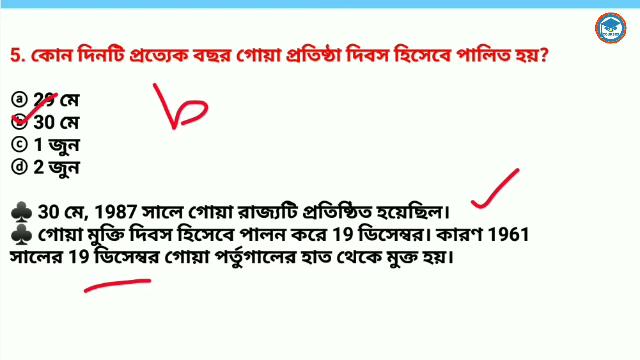 5. কোন দিনটি প্রত্যেক বছর গোয়া প্রতিষ্ঠা দিবস হিসেবে পালিত হয়?
ⓐ 29 মে
ⓑ 30 মে
ⓒ 1 জুন
ⓓ 2 জুন
♣ 30 মে, 1987 সালে গোয়া রাজ্যটি প্রতিষ্ঠিত হয়েছিল।
♣ গোয়া মুক্তি দিবস হিসেবে পালন করে 19 ডিসেম্বর। কারণ 1961
সালের 19 ডিসেম্বর গোয়া পর্তুগালের হাত থেকে মুক্ত হয়।